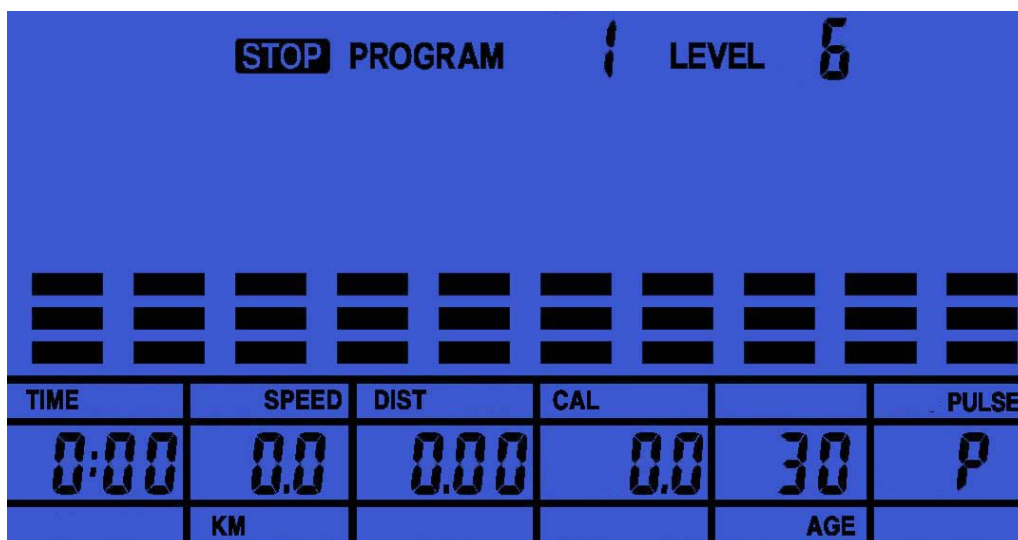 STOP PROGRAM 1 LEVEL 6
TIME SPEED DIST CAL PULSE
0:00 0.0 0.00 0.0 30 P
KM AGE